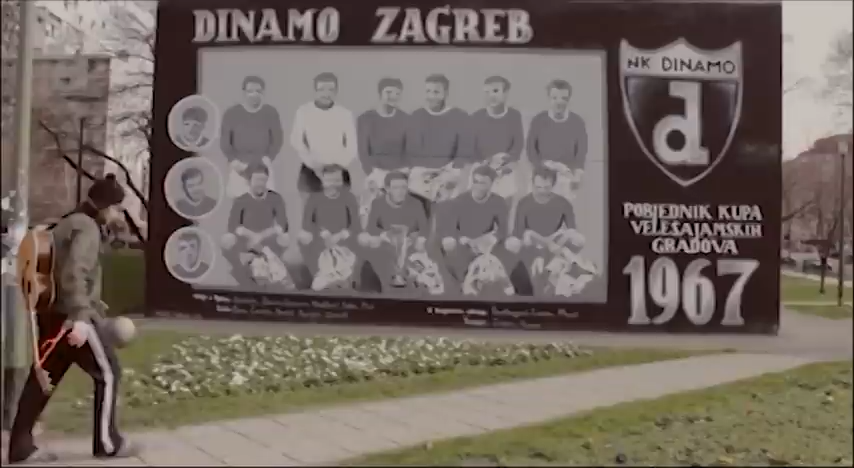 DINAMO ZAGREB
NK DINAMO
d
POBJEDNIK KUPA
VELESAJAMSKIH
GRADOVA
1967